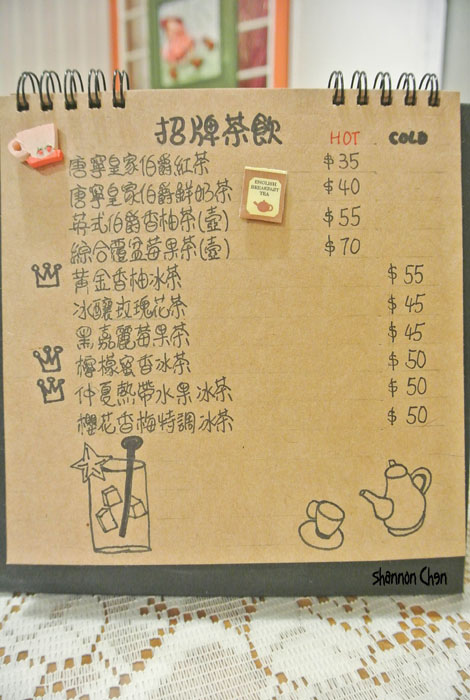 招牌茶飲 HOT COLD
唐寧皇家伯爵紅茶 $35
唐寧皇家伯爵鮮奶茶 $40
ENGLISH BREAKFAST TEA
英式伯爵香柚茶(壺) $55
綜合覆盆莓果茶(壺) $70
黃金香柚冰茶 $55
冰釀玫瑰花茶 $45
黑嘉麗莓果茶 $45
檸檬蜜香冰茶 $50
仲夏熱帶水果冰茶 $50
櫻花香梅特調冰茶 $50
Shannon Chen